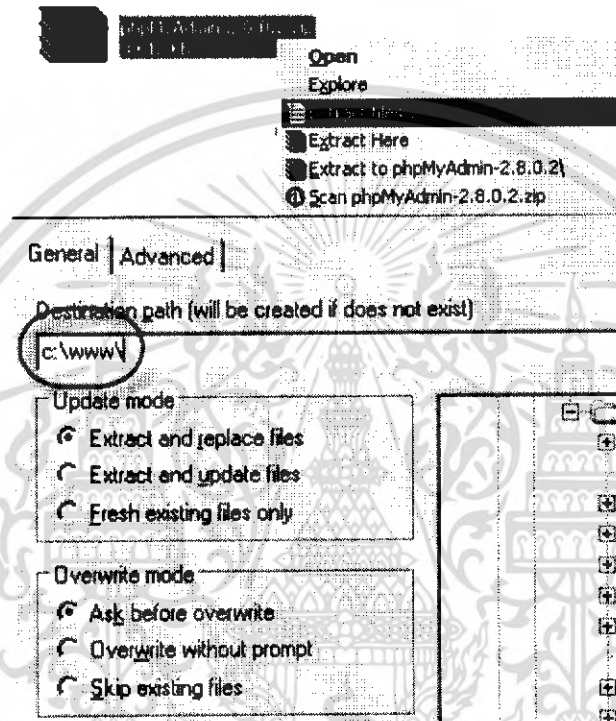 Open
Explore
Extract Here
Extract to phpMyAdmin-2.8.0.2\
Scan phpMyAdmin-2.8.0.2.zip
General
Advanced
Destination path (will be created if does not exist)
c:\www\
Update mode
Extract and replace files
Extract and update files
Fresh existing files only
Overwrite mode
Ask before overwrite
Overwrite without prompt
Skip existing files